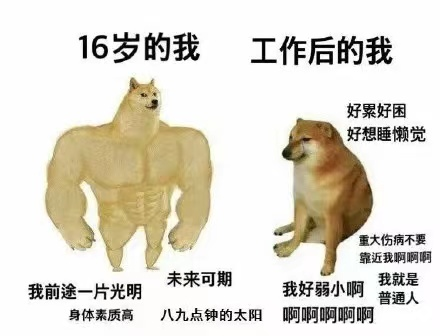 16岁的我
工作后的我
好累好困
好想睡懒觉
重大伤病不要
靠近我啊啊啊
未来可期
我前途一片光明
身体素质高
八九点钟的太阳
我好弱小啊
啊啊啊啊啊
我就是
普通人